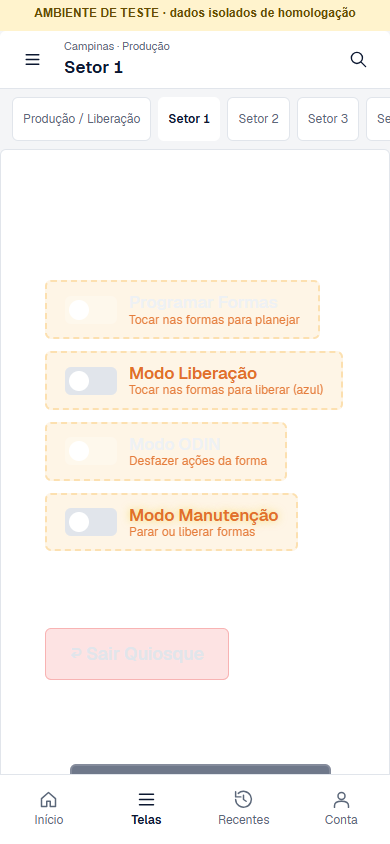 AMBIENTE DE TESTE · dados isolados de homologação
Campinas · Produção
Setor 1
Produção / Liberação
Setor 1
Setor 2
Setor 3
Se
Programar Formas
Tocar nas formas para planejar
Modo Liberação
Tocar nas formas para liberar (azul)
Modo ODIN
Desfazer ações da forma
Modo Manutenção
Parar ou liberar formas
Sair Quiosque
Início
Telas
Recentes
Conta